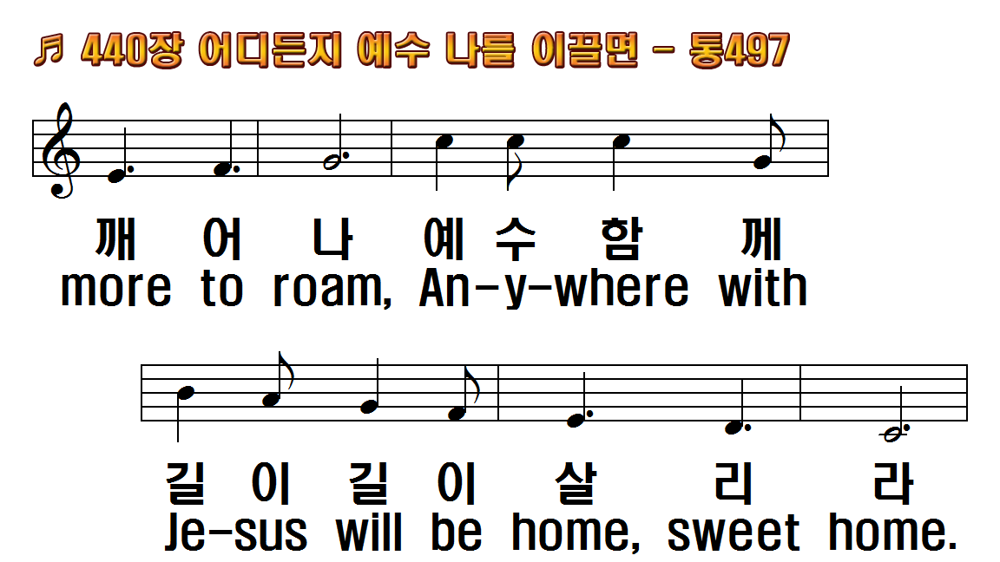 ♬ 440장 어디든지 예수 나를 이끌면 - 통497
깨 어 나 예 수 함 께
more to roam, An-y-where with
길 이 길 이 살 리 라
Je-sus will be home, sweet home.